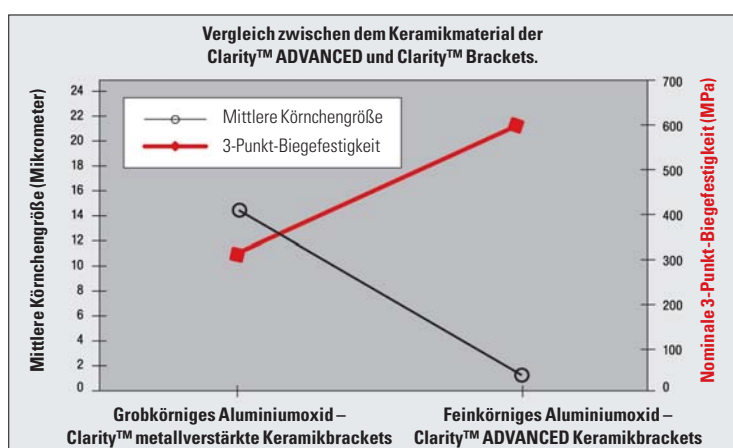 Vergleich zwischen dem Keramikmaterial der
Clarity™ ADVANCED und Clarity™ Brackets.
Mittlere Körnchengröße (Mikrometer)
24
22
20
18
16
14
12
10
8
6
4
2
0
Mittlere Körnchengröße
3-Punkt-Biegefestigkeit
700
600
500
400
300
200
100
0
Nominale 3-Punkt-Biegefestigkeit (MPa)
Grobkörniges Aluminiumoxid –
Clarity™ metallverstärkte Keramikbrackets
Feinkörniges Aluminiumoxid –
Clarity™ ADVANCED Keramikbrackets